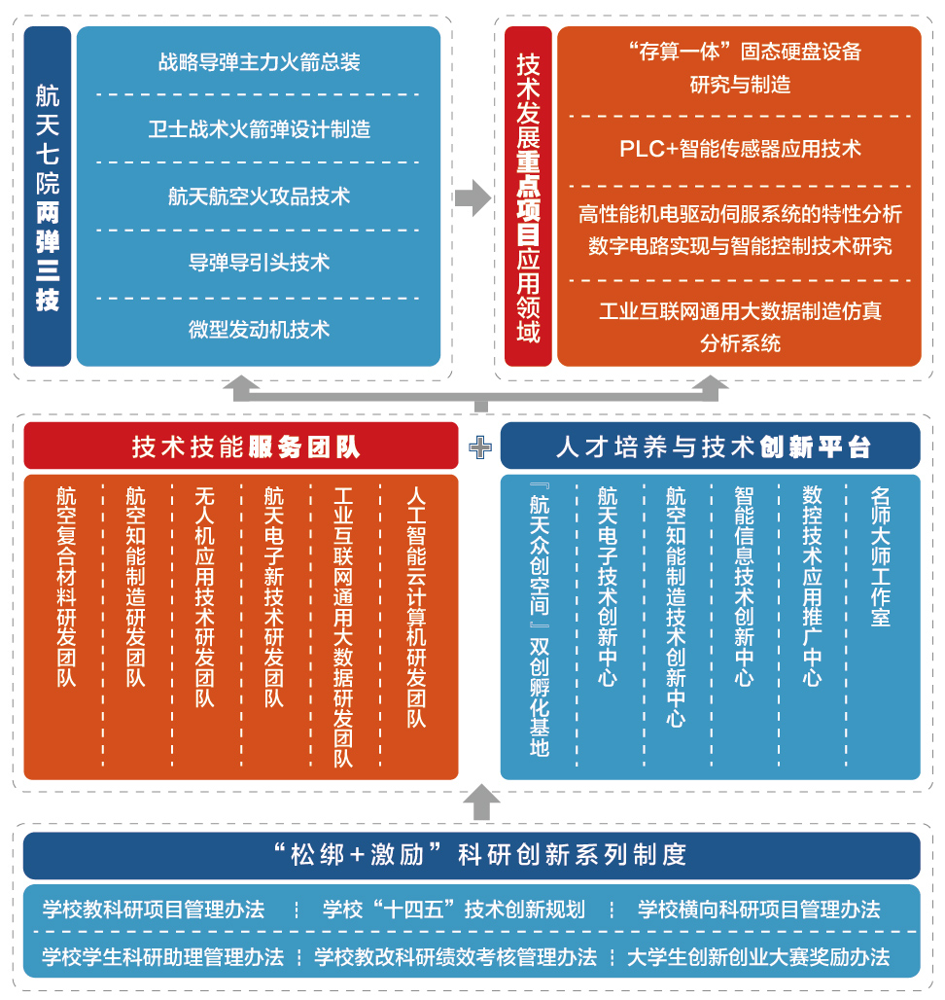 航天七院两弹三技
战略导弹主力火箭总装
卫士战术火箭弹设计制造
航天航空火攻品技术
导弹导引头技术
微型发动机技术
技术发展重点项目应用领域
“存算一体”固态硬盘设备
研究与制造
PLC+智能传感器应用技术
高性能机电驱动伺服系统的特性分析
数字电路实现与智能控制技术研究
工业互联网通用大数据制造仿真
分析系统
技术技能服务团队
航空复合材料研发团队
航空知能制造研发团队
无人机应用技术研发团队
航天电子新技术研发团队
工业互联网通用大数据研发团队
人工智能云计算机研发团队
人才培养与技术创新平台
『航天众创空间』双创孵化基地
航天电子技术创新中心
航空知能制造技术创新中心
智能信息技术创新中心
数控技术应用推广中心
名师大师工作室
“松绑+激励”科研创新系列制度
学校教科研项目管理办法
学校“十四五”技术创新规划
学校横向科研项目管理办法
学校学生科研助理管理办法
学校教改科研绩效考核管理办法
大学生创新创业大赛奖励办法